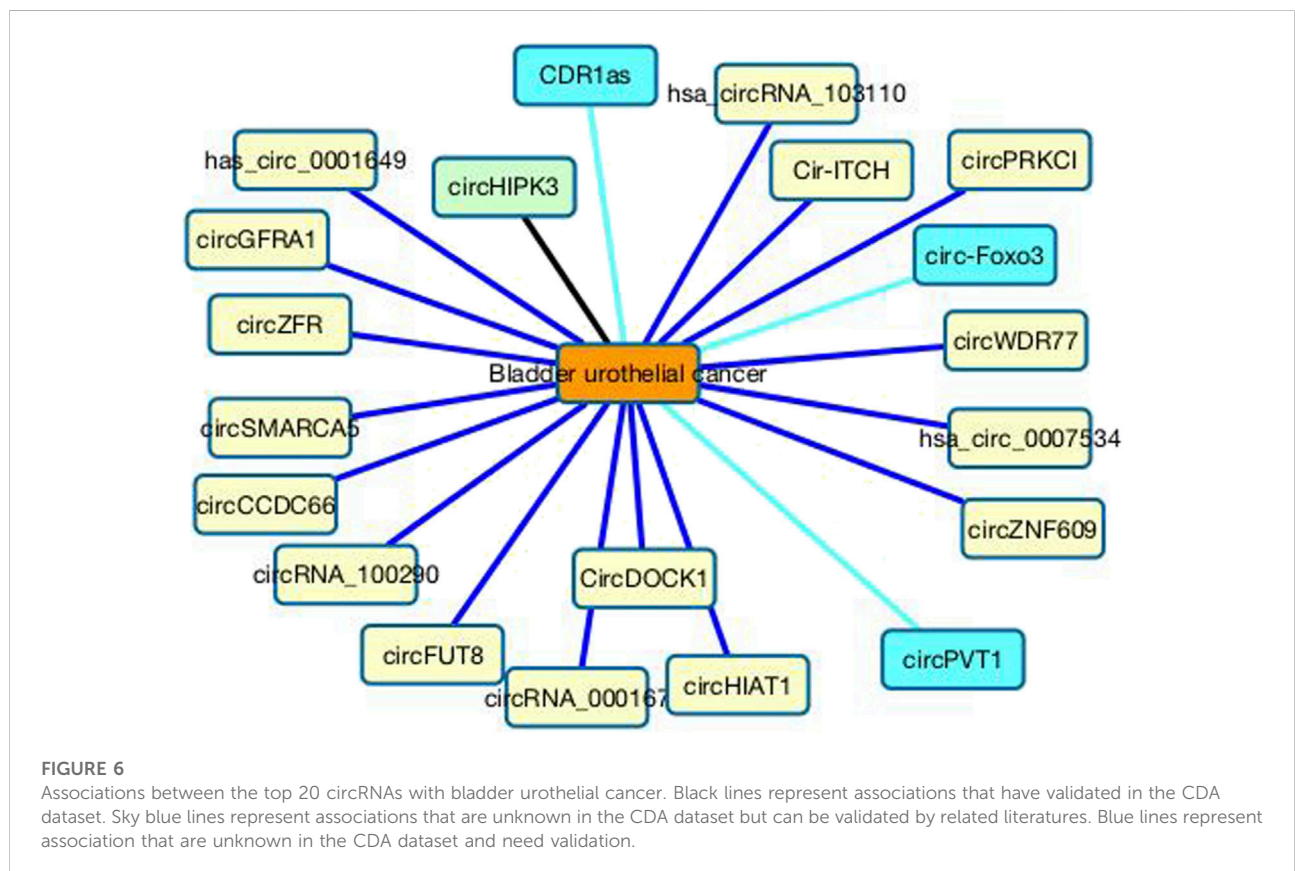 CDR1as
hsa_circRNA_103110
has_circ_0001649
Cir-ITCH
circPRKCI
circHIPK3
circGFRA1
circ-Foxo3
circZFR
circWDR77
Bladder urothelial cancer
circSMARCA5
hsa_circ_0007534
circCCDC66
circZNF609
circRNA_100290
CircDOCK1
circFUT8
circPVT1
circRNA_000167
circHIAT1
FIGURE 6
Associations between the top 20 circRNAs with bladder urothelial cancer. Black lines represent associations that have validated in the CDA
dataset. Sky blue lines represent associations that are unknown in the CDA dataset but can be validated by related literatures. Blue lines represent
association that are unknown in the CDA dataset and need validation.